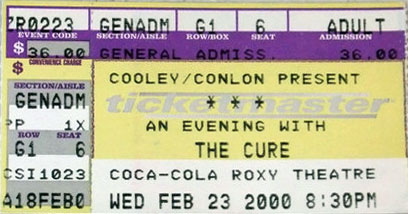 ZR0223 GENADM G1 6 ADULT
EVENT CODE SECTION/AISLE ROW/BOX SEAT ADMISSION
$ 36.00 GENERAL ADMISS. 36.00
$ CONVENIENCE CHARGE
COOLEY/CONLON PRESENT
SECTION/AISLE
GENADM
ticketmaster
* * *
PP 1X AN EVENING WITH
ROW SEAT
G1 6 THE CURE
CSI1023 COCA-COLA ROXY THEATRE
A18FEB0 WED FEB 23 2000 8:30PM